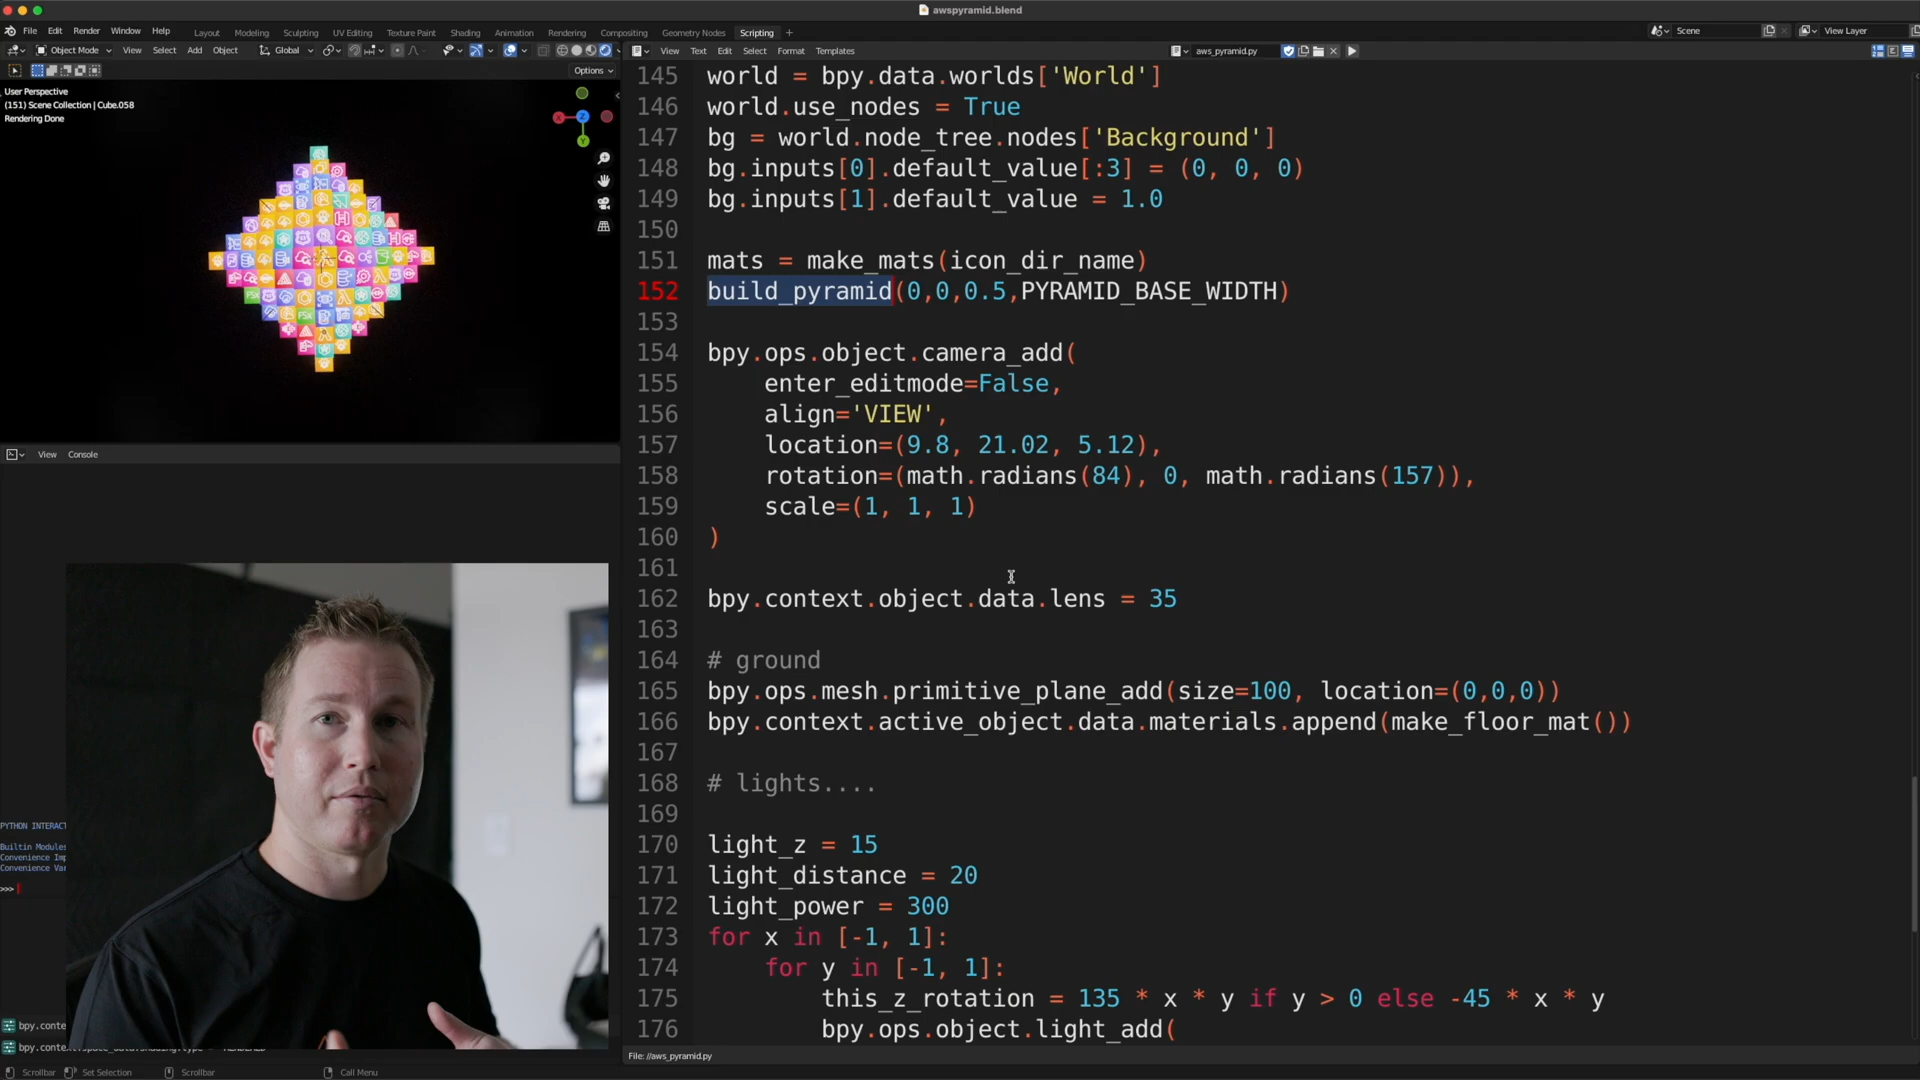 awspyramid.blend
File Edit Render Window Help Layout Modeling Sculpting UV Editing Texture Paint Shading Animation Rendering Compositing Geometry Nodes Scripting + Scene View Layer
Object Mode View Select Add Object Global View Text Edit Select Format Templates aws_pyramid.py
Options
User Perspective
(151) Scene Collection | Cube.058
Rendering Done
View Console
PYTHON INTERACT
Builtin Modules
Convenience Imp
Convenience Var
>>>
bpy.conte
145 world = bpy.data.worlds['World']
146 world.use_nodes = True
147 bg = world.node_tree.nodes['Background']
148 bg.inputs[0].default_value[:3] = (0, 0, 0)
149 bg.inputs[1].default_value = 1.0
150
151 mats = make_mats(icon_dir_name)
152 build_pyramid(0,0,0.5,PYRAMID_BASE_WIDTH)
153
154 bpy.ops.object.camera_add(
155 enter_editmode=False,
156 align='VIEW',
157 location=(9.8, 21.02, 5.12),
158 rotation=(math.radians(84), 0, math.radians(157)),
159 scale=(1, 1, 1)
160 )
161
162 bpy.context.object.data.lens = 35
163
164 # ground
165 bpy.ops.mesh.primitive_plane_add(size=100, location=(0,0,0))
166 bpy.context.active_object.data.materials.append(make_floor_mat())
167
168 # lights....
169
170 light_z = 15
171 light_distance = 20
172 light_power = 300
173 for x in [-1, 1]:
174 for y in [-1, 1]:
175 this_z_rotation = 135 * x * y if y > 0 else -45 * x * y
176 bpy.ops.object.light_add(
File: //aws_pyramid.py
Scrollbar Set Selection Scrollbar Call Menu